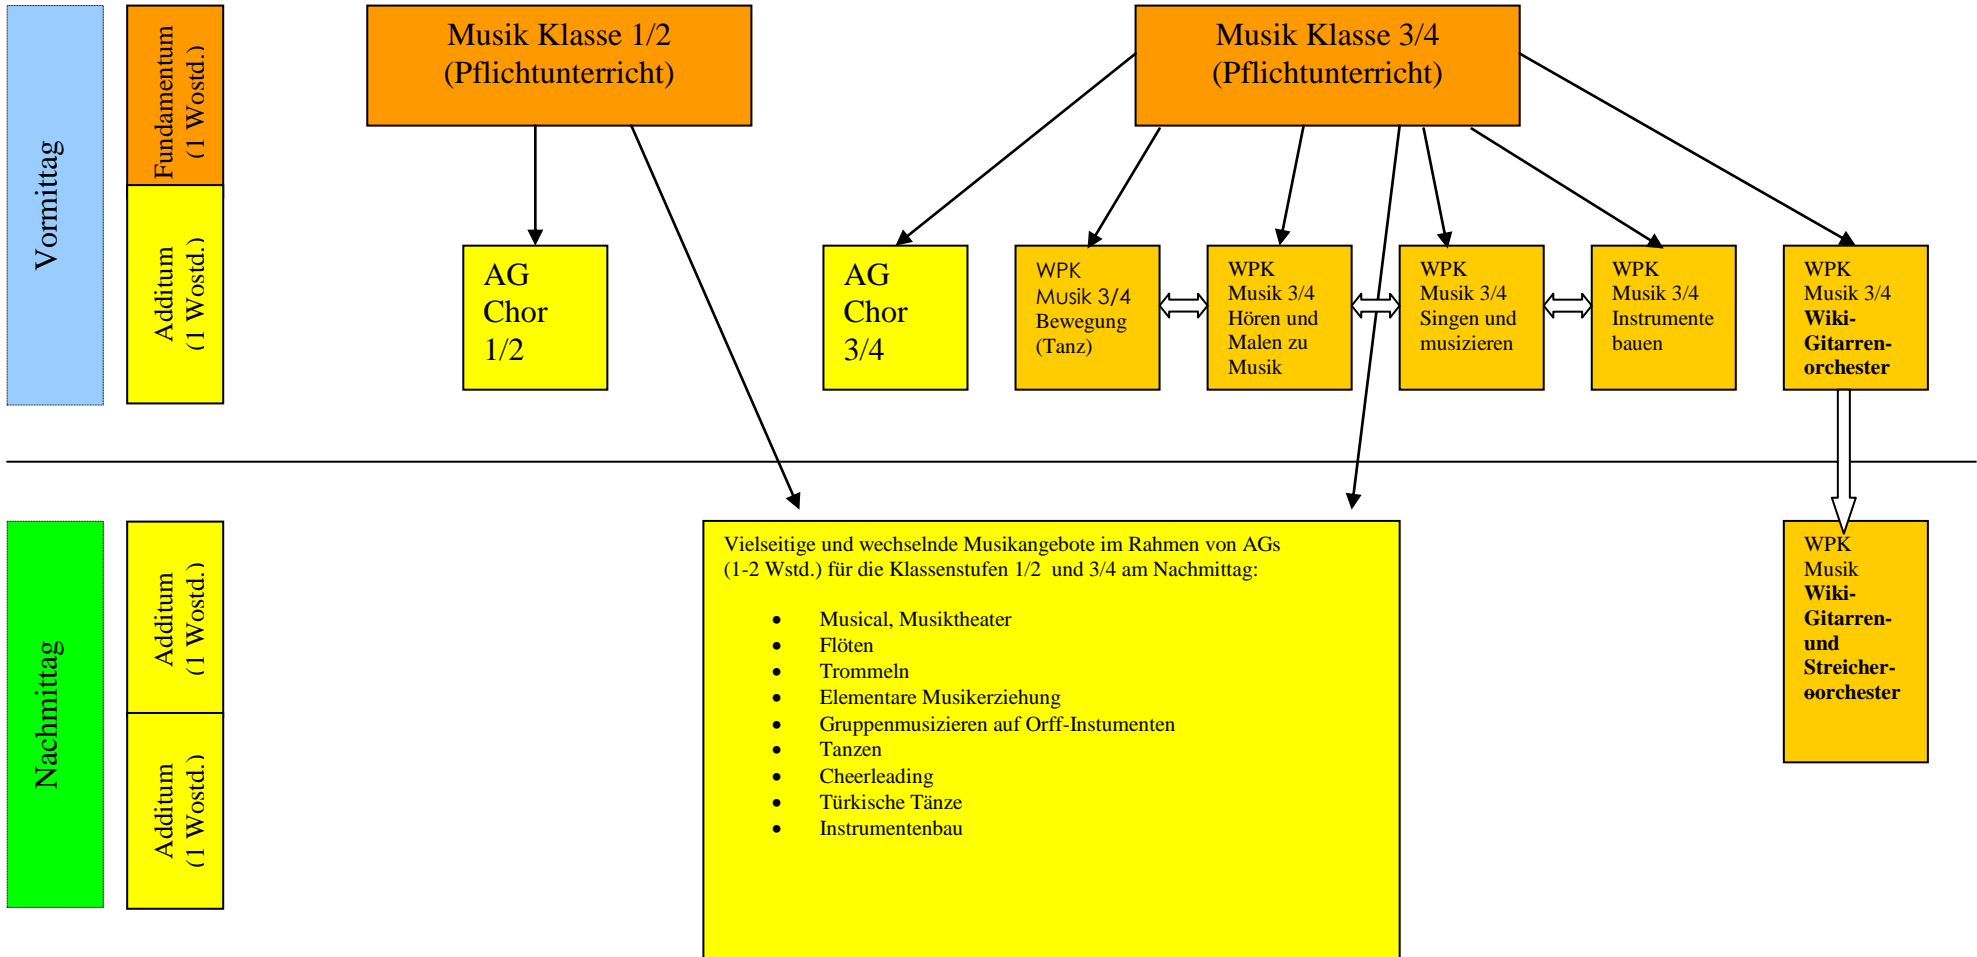 Vormittag
Fundamentum
(1 Wostd.)
Additum
(1 Wostd.)
Musik Klasse 1/2
(Pflichtunterricht)
Musik Klasse 3/4
(Pflichtunterricht)
AG
Chor
1/2
AG
Chor
3/4
WPK
Musik 3/4
Bewegung
(Tanz)
WPK
Musik 3/4
Hören und
Malen zu
Musik
WPK
Musik 3/4
Singen und
musizieren
WPK
Musik 3/4
Instrumente
bauen
WPK
Musik 3/4
Wiki-
Gitarren-
orchester
Nachmittag
Additum
(1 Wostd.)
Additum
(1 Wostd.)
Vielseitige und wechselnde Musikangebote im Rahmen von AGs
(1-2 Wstd.) für die Klassenstufen 1/2 und 3/4 am Nachmittag:
• Musical, Musiktheater
• Flöten
• Trommeln
• Elementare Musikerziehung
• Gruppenmusizieren auf Orff-Instumenten
• Tanzen
• Cheerleading
• Türkische Tänze
• Instrumentenbau
WPK
Musik
Wiki-
Gitarren-
und
Streicher-
oorchester